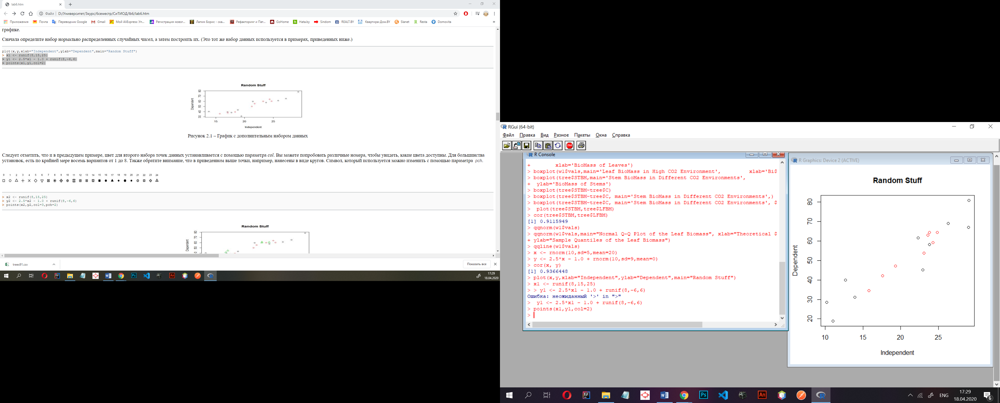 lab6.htm
Файл | D:/Университет/3курс/6семестр/СиТИОД/lb6/lab6.htm
Приложения Почта Переводчик Google Gmail Мой AliExpress: Уп... Регистрация новог... Лапин Борис - ска... Рефакторинг и Пат... GoHome Hata.by Sindom REALT.BY Квартира-Дом.BY Slanet Resta Domovita »
графике.
Сначала определите набор нормально распределенных случайных чисел, а затем построить их. (Это тот же набор данных используется в примерах, приведенных ниже.)
plot(x,y,xlab="Independent",ylab="Dependent",main="Random Stuff")
> x1 <- runif(8,15,25)
> y1 <- 2.5*x1 - 1.0 + runif(8,-6,6)
> points(x1,y1,col=2)
Random Stuff
Dependent
80
70
60
50
40
30
15 20 25
Independent
Рисунок 2.1 – График с дополнительным набором данных
Следует отметить, что и в предыдущем примере, цвет для второго набора точек данных устанавливается с помощью параметра col. Вы можете попробовать различные номера, чтобы увидеть, какие цвета доступны. Для большинства
установок, есть по крайней мере восемь вариантов от 1 до 8. Также обратите внимание, что в приведенном выше точки, например, нанесены в виде кругов. Символ, который используется можно изменить с помощью параметра pch.
0 1 2 3 4 5 6 7 8 9 10 11 12 13 14 15 16 17 18 19 20 21 22 23 24
> x2 <- runif(8,15,25)
> y2 <- 2.5*x2 - 1.0 + runif(8,-6,6)
> points(x2,y2,col=3,pch=2)
Random Stuff
Dependent
80
70
60
50
trees91.csv
Показать все
17:29
18.04.2020
RGui (64-bit)
Файл Правка Вид Разное Пакеты Окна Справка
STOP
R Console
+ xlab='BioMass of Leaves')
> boxplot(w1$vals,main='Leaf BioMass in High CO2 Environment', xlab='Bi$
> boxplot(tree$STBM,main='Stem BioMass in Different CO2 Environments',
+ ylab='BioMass of Stems')
> boxplot(tree$STBM~tree$C)
> boxplot(tree$STBM~tree$C, main='Stem BioMass in Different CO2 Environments',)
> boxplot(tree$STBM~tree$C, main='Stem BioMass in Different CO2 Environments', $
> plot(tree$STBM,tree$LFBM)
> cor(tree$STBM,tree$LFBM)
[1] 0.9115949
> qqnorm(w1$vals)
> qqnorm(w1$vals,main="Normal Q-Q Plot of the Leaf Biomass", xlab="Theoretical $
+ ylab="Sample Quantiles of the Leaf Biomass")
> qqline(w1$vals)
> x <- rnorm(10,sd=5,mean=20)
> y <- 2.5*x - 1.0 + rnorm(10,sd=9,mean=0)
> cor(x, y)
[1] 0.9366448
> plot(x,y,xlab="Independent",ylab="Dependent",main="Random Stuff")
> x1 <- runif(8,15,25)
> > y1 <- 2.5*x1 - 1.0 + runif(8,-6,6)
Ошибка: неожиданный '>' in ">"
> y1 <- 2.5*x1 - 1.0 + runif(8,-6,6)
> points(x1,y1,col=2)
>
R Graphics: Device 2 (ACTIVE)
Random Stuff
Dependent
80
70
60
50
40
30
20
10 15 20 25
Independent
ENG
17:29
18.04.2020
6